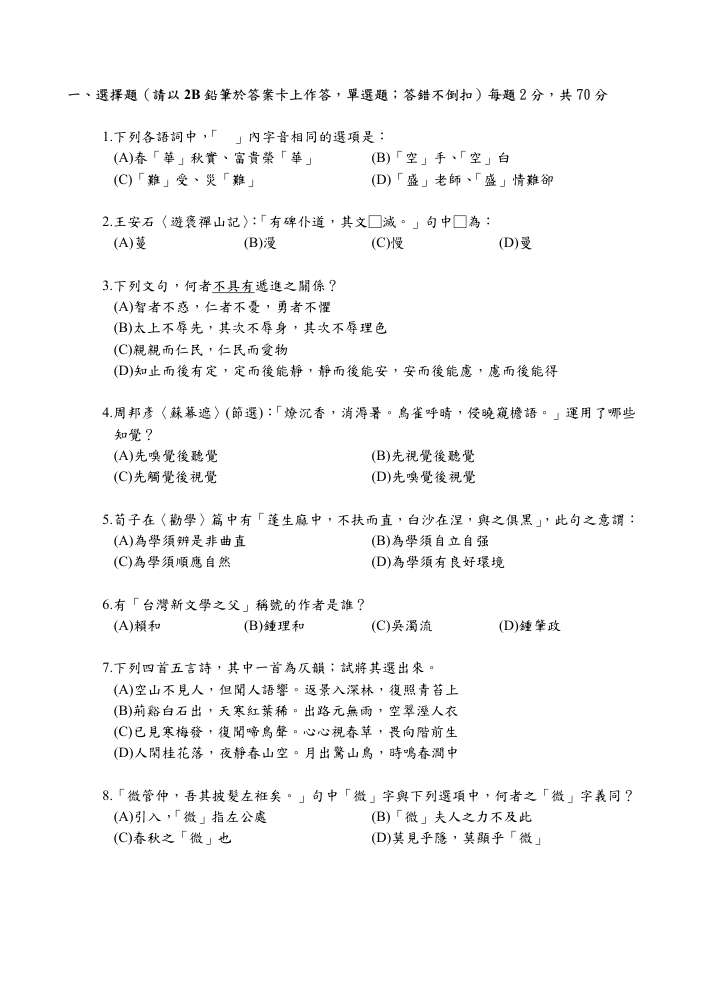 一、選擇題（請以 2B 鉛筆於答案卡上作答，單選題；答錯不倒扣）每題 2 分，共 70 分
1.下列各語詞中，「　」內字音相同的選項是：
(A)春「華」秋實、富貴榮「華」 (B)「空」手、「空」白
(C)「難」受、災「難」 (D)「盛」老師、「盛」情難卻
2.王安石〈遊褒禪山記〉：「有碑仆道，其文□滅。」句中□為：
(A)蔓 (B)漫 (C)慢 (D)曼
3.下列文句，何者不具有遞進之關係？
(A)智者不惑，仁者不憂，勇者不懼
(B)太上不辱先，其次不辱身，其次不辱理色
(C)親親而仁民，仁民而愛物
(D)知止而後有定，定而後能靜，靜而後能安，安而後能慮，慮而後能得
4.周邦彥〈蘇幕遮〉(節選)：「燎沉香，消溽暑。鳥雀呼晴，侵曉窺檐語。」運用了哪些
知覺？
(A)先嗅覺後聽覺 (B)先視覺後聽覺
(C)先觸覺後視覺 (D)先嗅覺後視覺
5.荀子在〈勸學〉篇中有「蓬生麻中，不扶而直，白沙在涅，與之俱黑」，此句之意謂：
(A)為學須辨是非曲直 (B)為學須自立自强
(C)為學須順應自然 (D)為學須有良好環境
6.有「台灣新文學之父」稱號的作者是誰？
(A)賴和 (B)鍾理和 (C)吳濁流 (D)鍾肇政
7.下列四首五言詩，其中一首為仄韻；試將其選出來。
(A)空山不見人，但聞人語響。返景入深林，復照青苔上
(B)荊谿白石出，天寒紅葉稀。出路元無雨，空翠溼人衣
(C)已見寒梅發，復聞啼鳥聲。心心視春草，畏向階前生
(D)人閑桂花落，夜靜春山空。月出驚山鳥，時鳴春澗中
8.「微管仲，吾其披髮左衽矣。」句中「微」字與下列選項中，何者之「微」字義同？
(A)引入，「微」指左公處 (B)「微」夫人之力不及此
(C)春秋之「微」也 (D)莫見乎隱，莫顯乎「微」